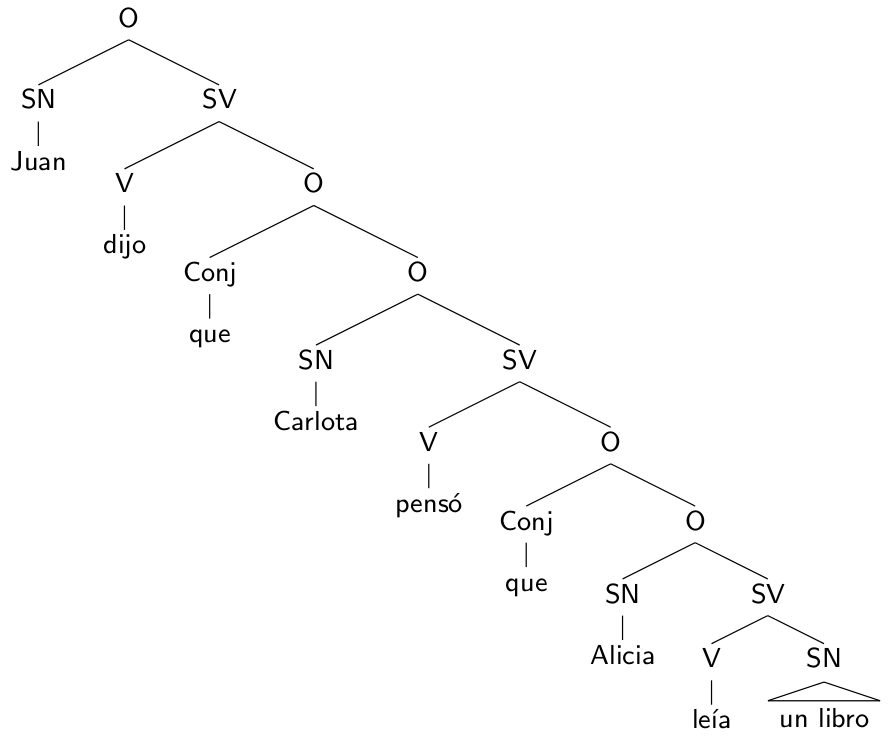 O
SN SV
Juan
V O
dijo
Conj O
que
SN SV
Carlota
V O
pensó
Conj O
que
SN SV
Alicia
V SN
leía un libro